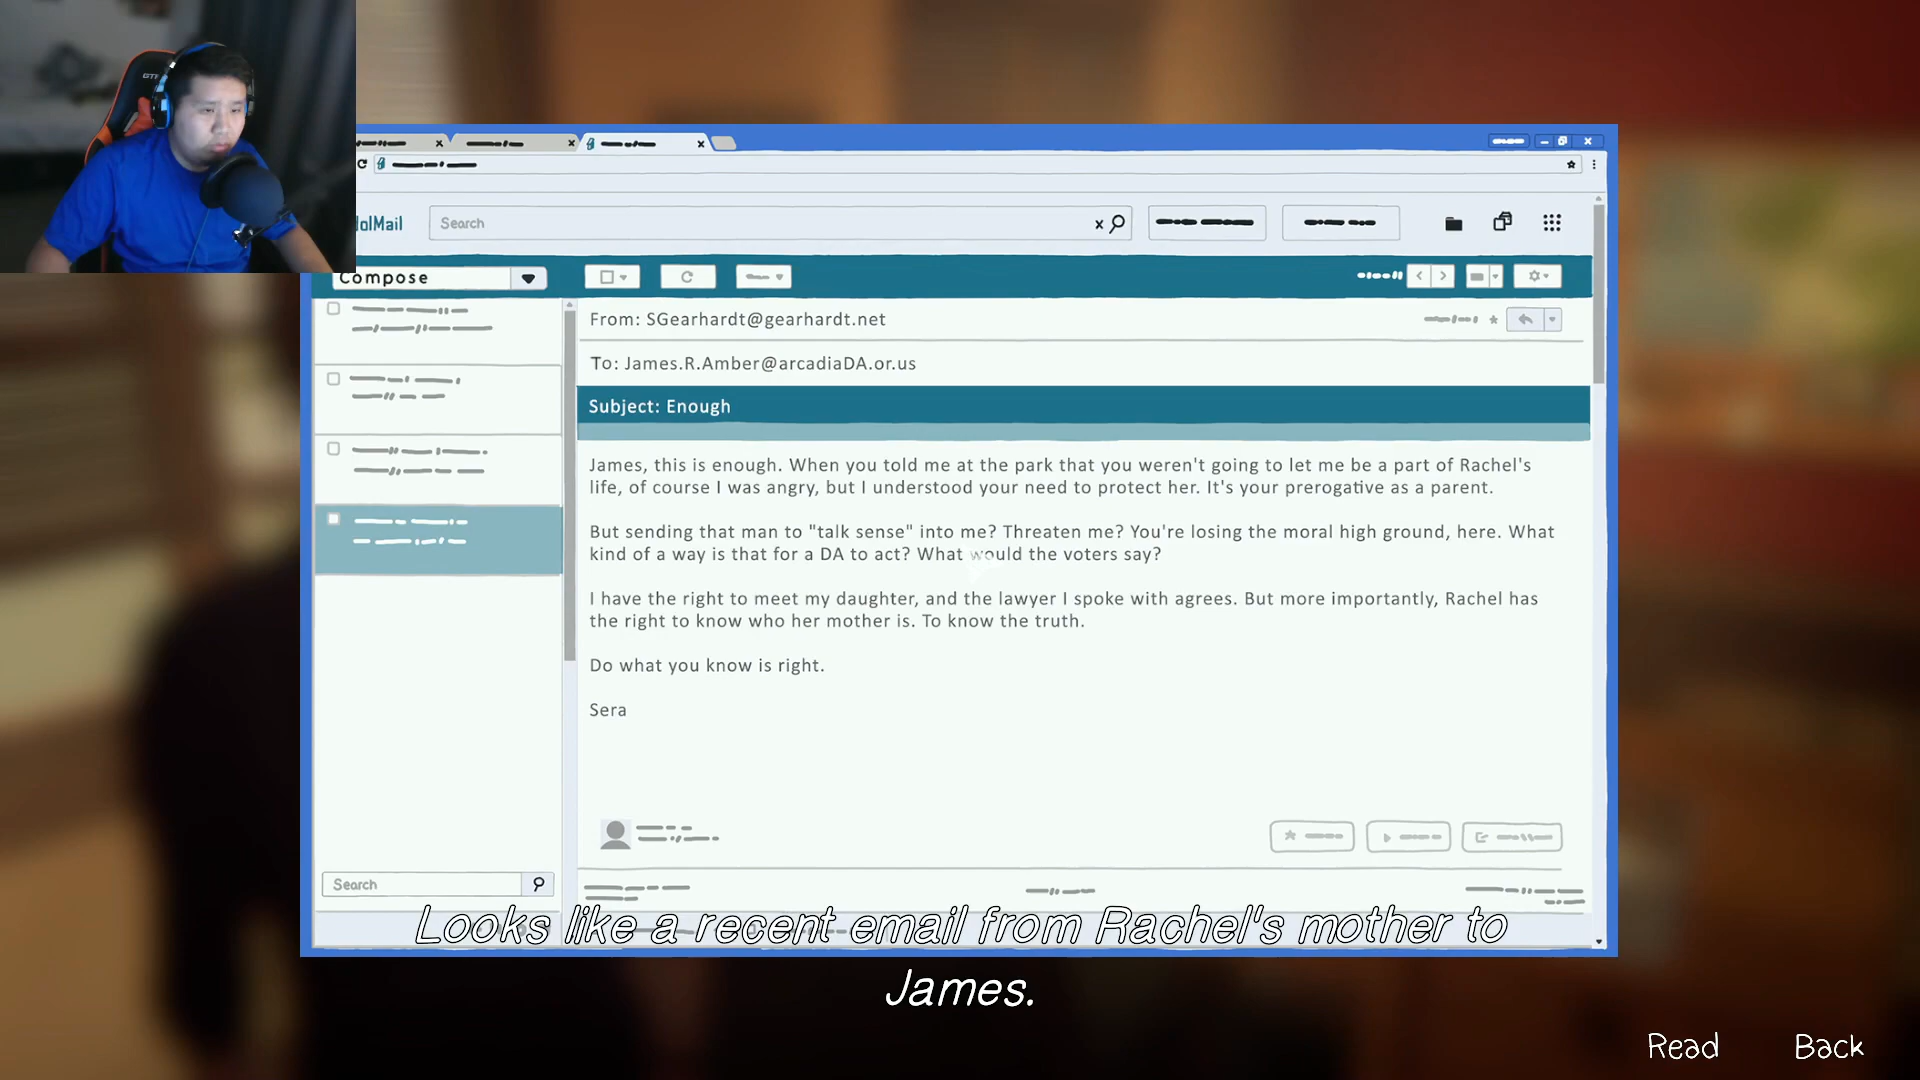 olMail
Search
Compose
From: SGearhardt@gearhardt.net
To: James.R.Amber@arcadiaDA.or.us
Subject: Enough
James, this is enough. When you told me at the park that you weren't going to let me be a part of Rachel's
life, of course I was angry, but I understood your need to protect her. It's your prerogative as a parent.
But sending that man to "talk sense" into me? Threaten me? You're losing the moral high ground, here. What
kind of a way is that for a DA to act? What would the voters say?
I have the right to meet my daughter, and the lawyer I spoke with agrees. But more importantly, Rachel has
the right to know who her mother is. To know the truth.
Do what you know is right.
Sera
Search
Looks like a recent email from Rachel's mother to
James.
Read
Back